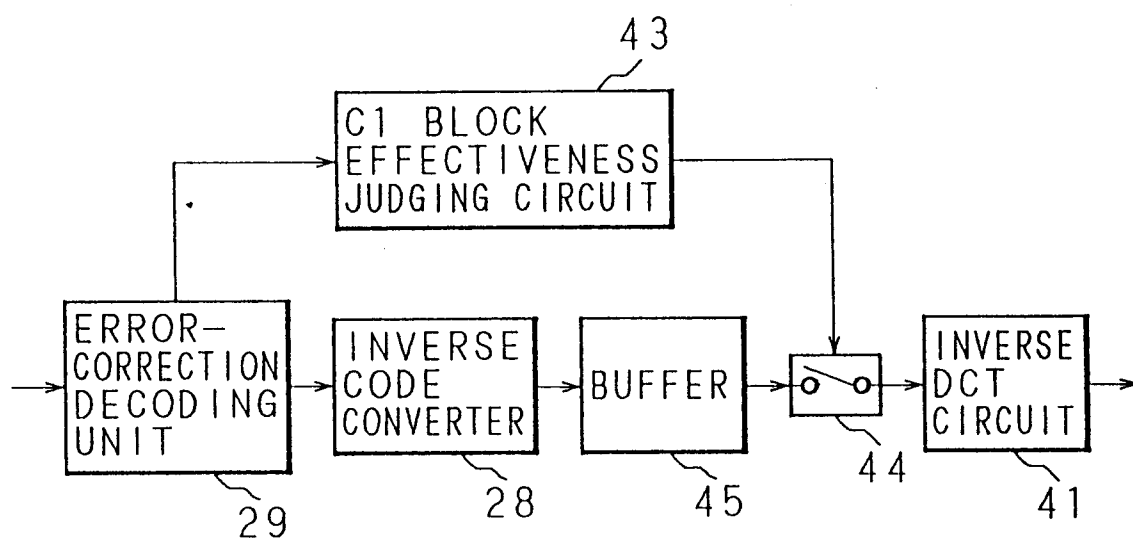 43
C1 BLOCK
EFFECTIVENESS
JUDGING CIRCUIT
ERROR-
CORRECTION
DECODING
UNIT
29
INVERSE
CODE
CONVERTER
28
BUFFER
45
44
INVERSE
DCT
CIRCUIT
41